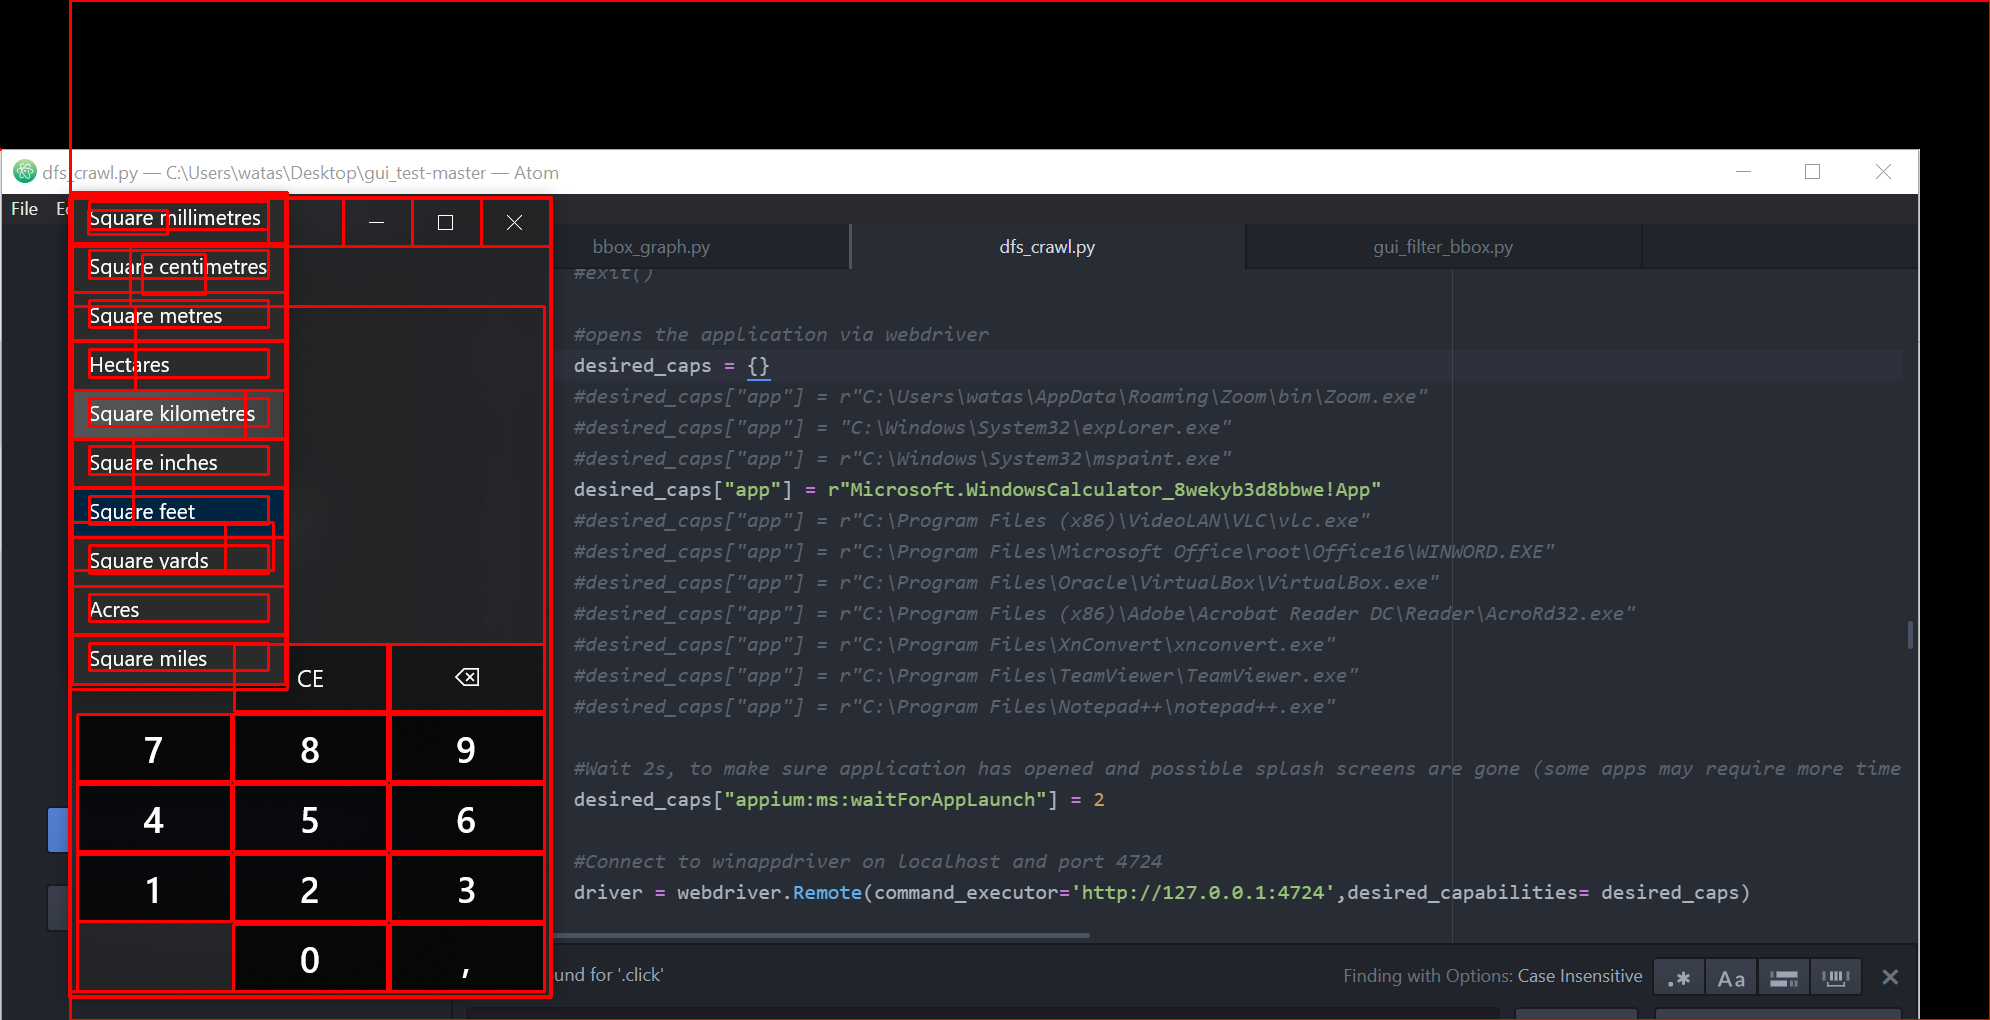 dfs_crawl.py — C:\Users\watas\Desktop\gui_test-master — Atom
File
Square millimetres
Square centimetres
Square metres
Hectares
Square kilometres
Square inches
Square feet
Square yards
Acres
Square miles
CE
7 8 9
4 5 6
1 2 3
0 ,
bbox_graph.py dfs_crawl.py gui_filter_bbox.py
#exit()
#opens the application via webdriver
desired_caps = {}
#desired_caps["app"] = r"C:\Users\watas\AppData\Roaming\Zoom\bin\Zoom.exe"
#desired_caps["app"] = "C:\Windows\System32\explorer.exe"
#desired_caps["app"] = r"C:\Windows\System32\mspaint.exe"
desired_caps["app"] = r"Microsoft.WindowsCalculator_8wekyb3d8bbwe!App"
#desired_caps["app"] = r"C:\Program Files (x86)\VideoLAN\VLC\vlc.exe"
#desired_caps["app"] = r"C:\Program Files\Microsoft Office\root\Office16\WINWORD.EXE"
#desired_caps["app"] = r"C:\Program Files\Oracle\VirtualBox\VirtualBox.exe"
#desired_caps["app"] = r"C:\Program Files (x86)\Adobe\Acrobat Reader DC\Reader\AcroRd32.exe"
#desired_caps["app"] = r"C:\Program Files\XnConvert\xnconvert.exe"
#desired_caps["app"] = r"C:\Program Files\TeamViewer\TeamViewer.exe"
#desired_caps["app"] = r"C:\Program Files\Notepad++\notepad++.exe"
#Wait 2s, to make sure application has opened and possible splash screens are gone (some apps may require more time
desired_caps["appium:ms:waitForAppLaunch"] = 2
#Connect to winappdriver on localhost and port 4724
driver = webdriver.Remote(command_executor='http://127.0.0.1:4724',desired_capabilities= desired_caps)
und for '.click'
Finding with Options: Case Insensitive
.* Aa